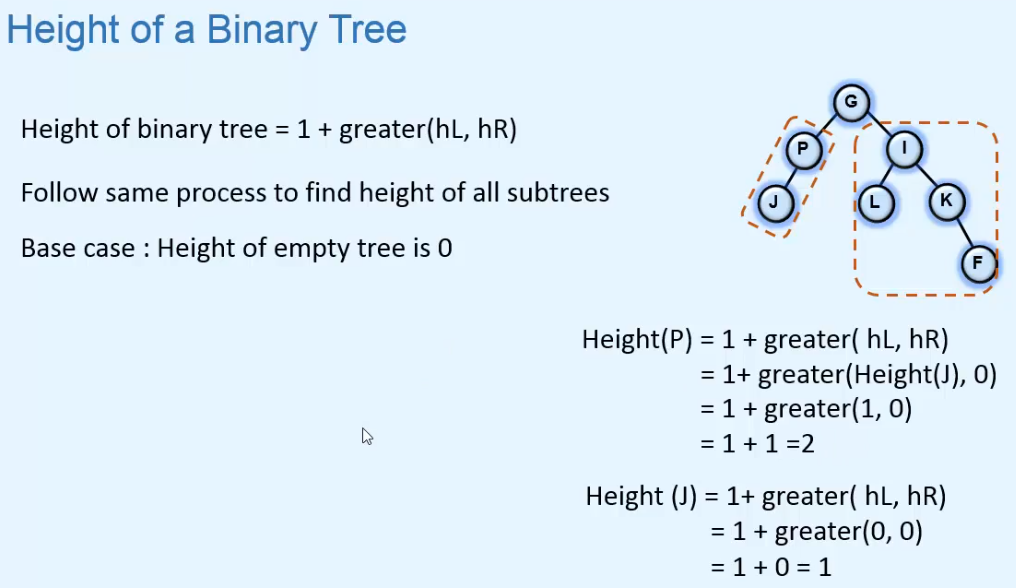 Height of a Binary Tree
Height of binary tree = 1 + greater(hL, hR)
Follow same process to find height of all subtrees
Base case : Height of empty tree is 0
G
P
I
J
L
K
F
Height(P) = 1 + greater( hL, hR)
= 1+ greater(Height(J), 0)
= 1 + greater(1, 0)
= 1 + 1 =2
Height (J) = 1+ greater( hL, hR)
= 1 + greater(0, 0)
= 1 + 0 = 1